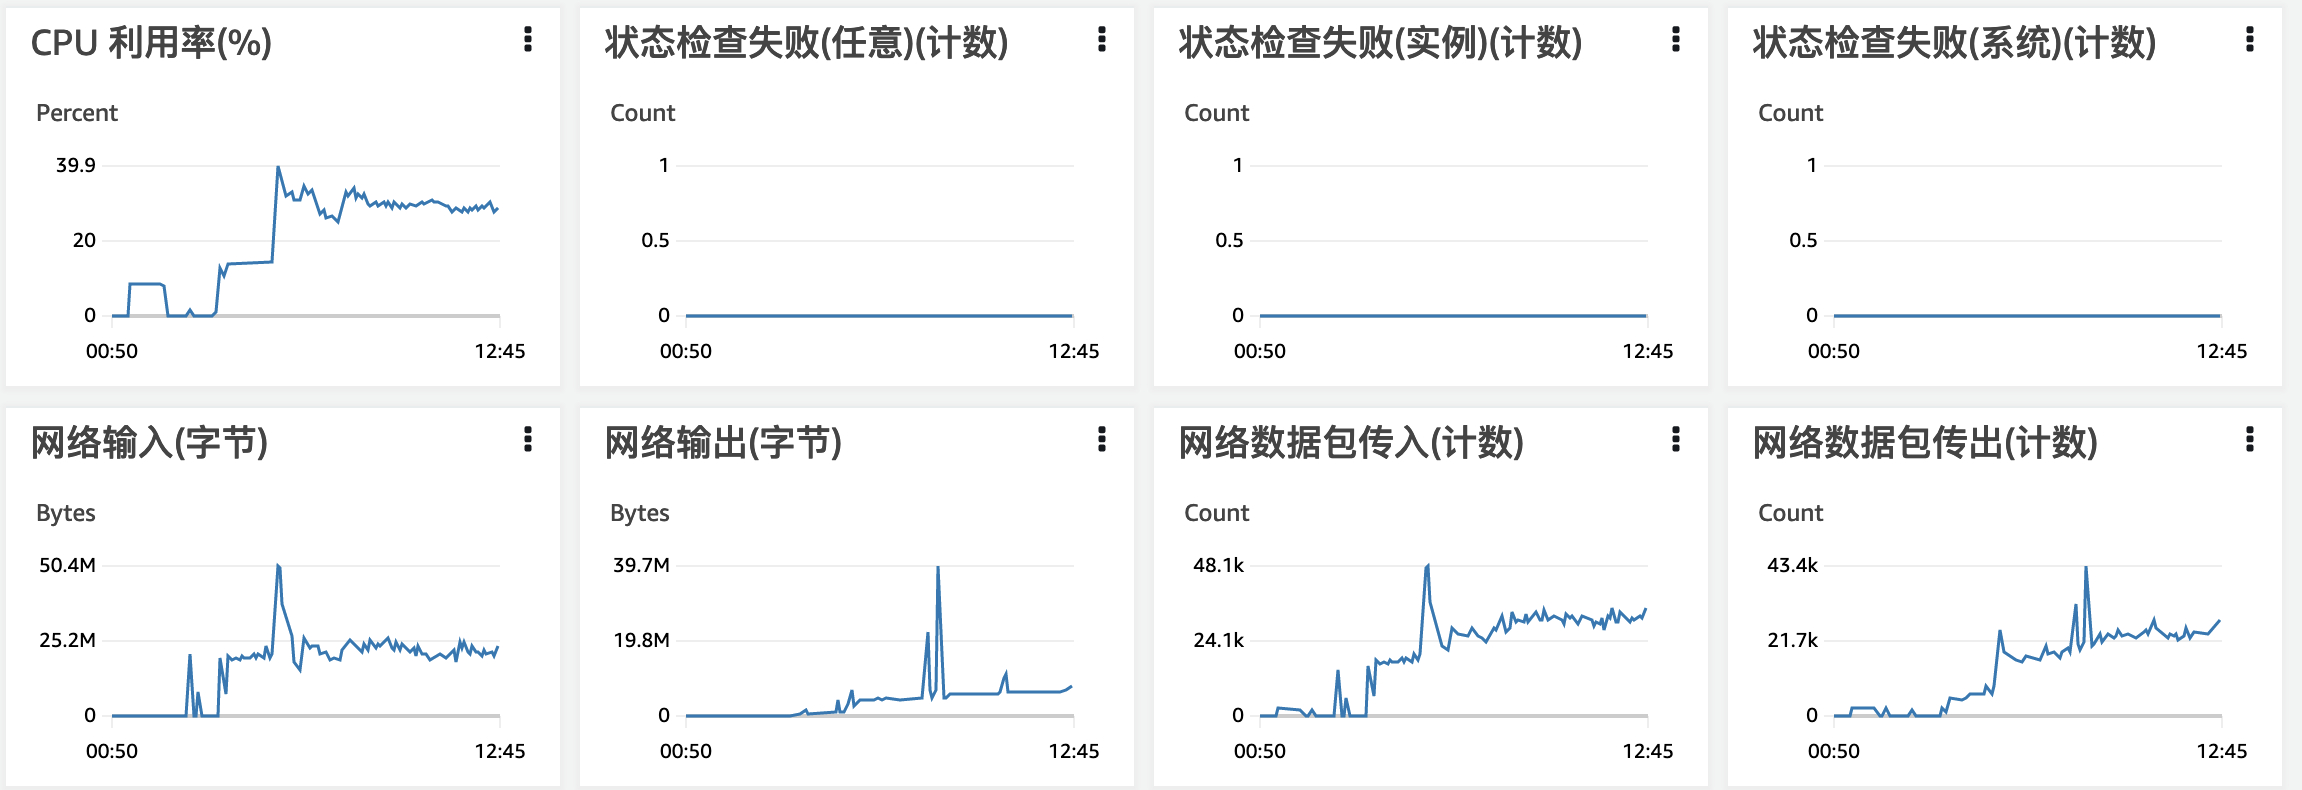 CPU 利用率(%)
Percent
39.9
20
0
00:50
12:45
状态检查失败(任意)(计数)
Count
1
0.5
0
00:50
12:45
状态检查失败(实例)(计数)
Count
1
0.5
0
00:50
12:45
状态检查失败(系统)(计数)
Count
1
0.5
0
00:50
12:45
网络输入(字节)
Bytes
50.4M
25.2M
0
00:50
12:45
网络输出(字节)
Bytes
39.7M
19.8M
0
00:50
12:45
网络数据包传入(计数)
Count
48.1k
24.1k
0
00:50
12:45
网络数据包传出(计数)
Count
43.4k
21.7k
0
00:50
12:45